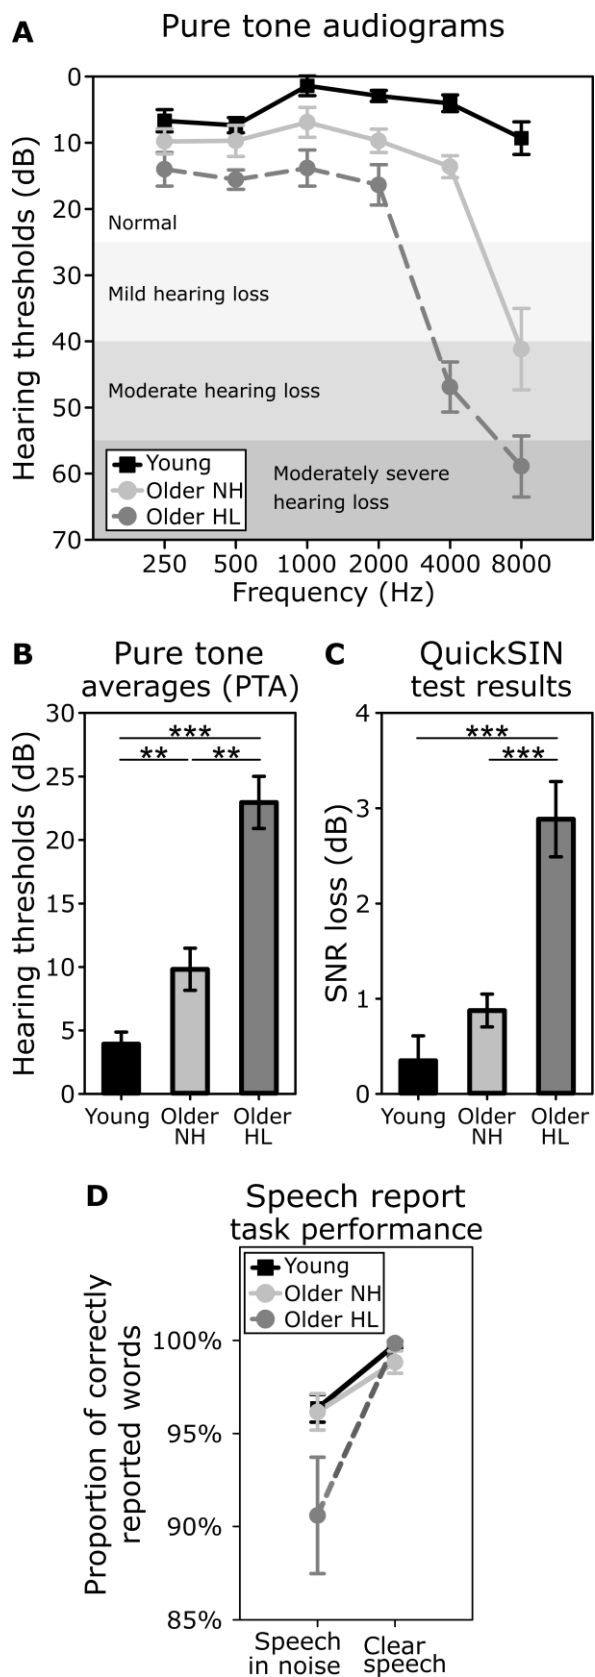 A
Pure tone audiograms
Hearing thresholds (dB)
0
10
20
30
40
50
60
70
Normal
Mild hearing loss
Moderate hearing loss
Moderately severe
hearing loss
Young
Older NH
Older HL
250 500 1000 2000 4000 8000
Frequency (Hz)
B
Pure tone
averages (PTA)
Hearing thresholds (dB)
30
25
20
15
10
5
0
***
** **
Young Older Older
NH HL
C
QuickSIN
test results
SNR loss (dB)
4
3
2
1
0
***
***
Young Older Older
NH HL
D
Speech report
task performance
Proportion of correctly
reported words
Young
Older NH
Older HL
100%
95%
90%
85%
Speech Clear
in noise speech